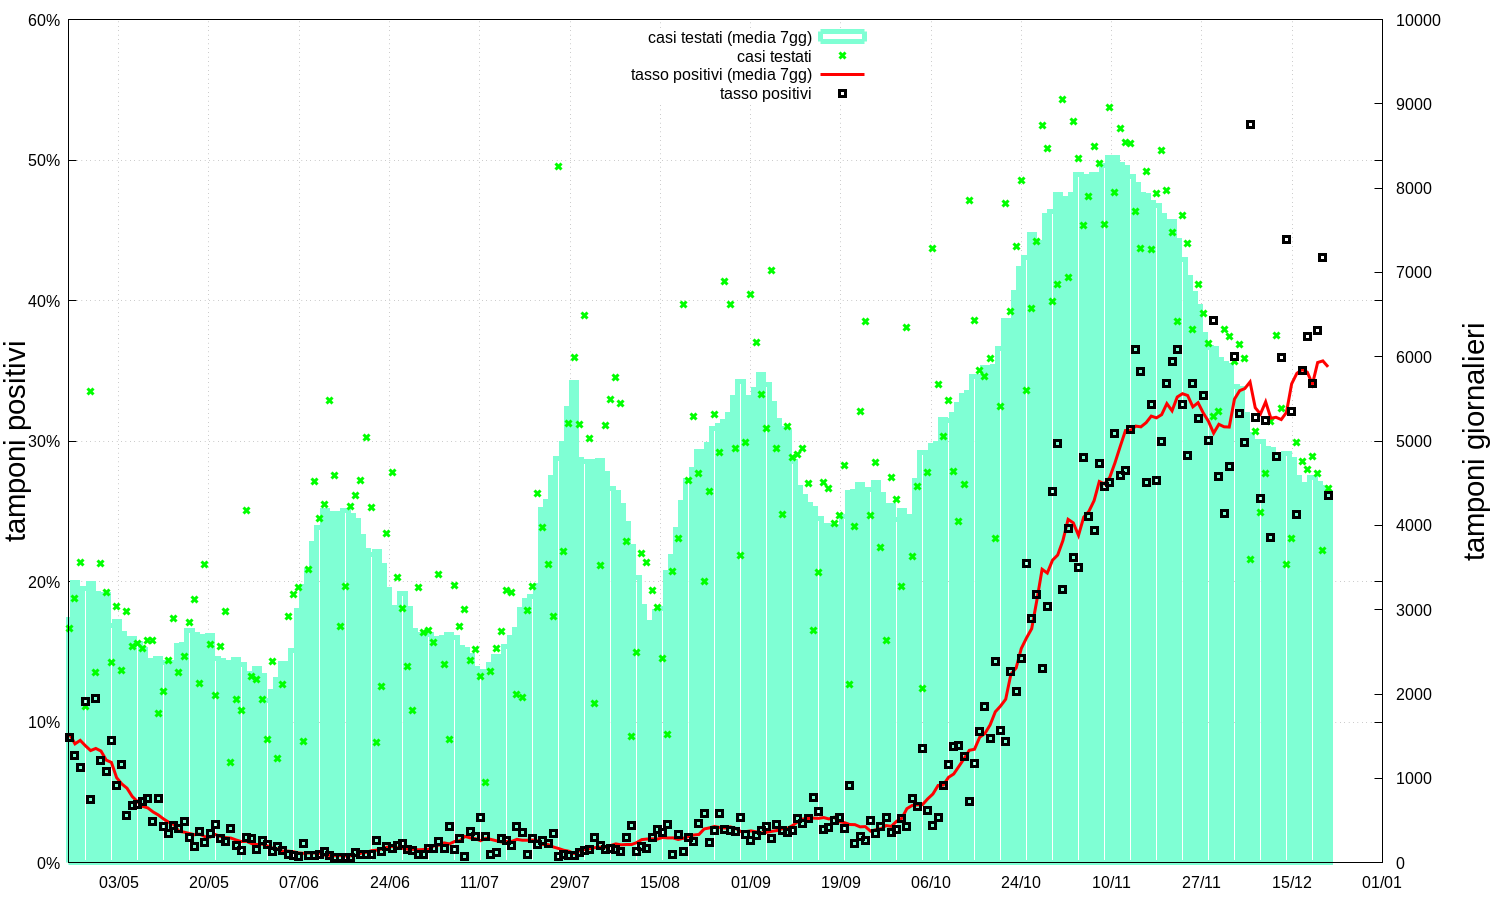 casi testati (media 7gg)
casi testati
tasso positivi (media 7gg)
tasso positivi
60%
50%
40%
30%
20%
10%
0%
tamponi positivi
10000
9000
8000
7000
6000
5000
4000
3000
2000
1000
0
tamponi giornalieri
03/05 20/05 07/06 24/06 11/07 29/07 15/08 01/09 19/09 06/10 24/10 10/11 27/11 15/12 01/01